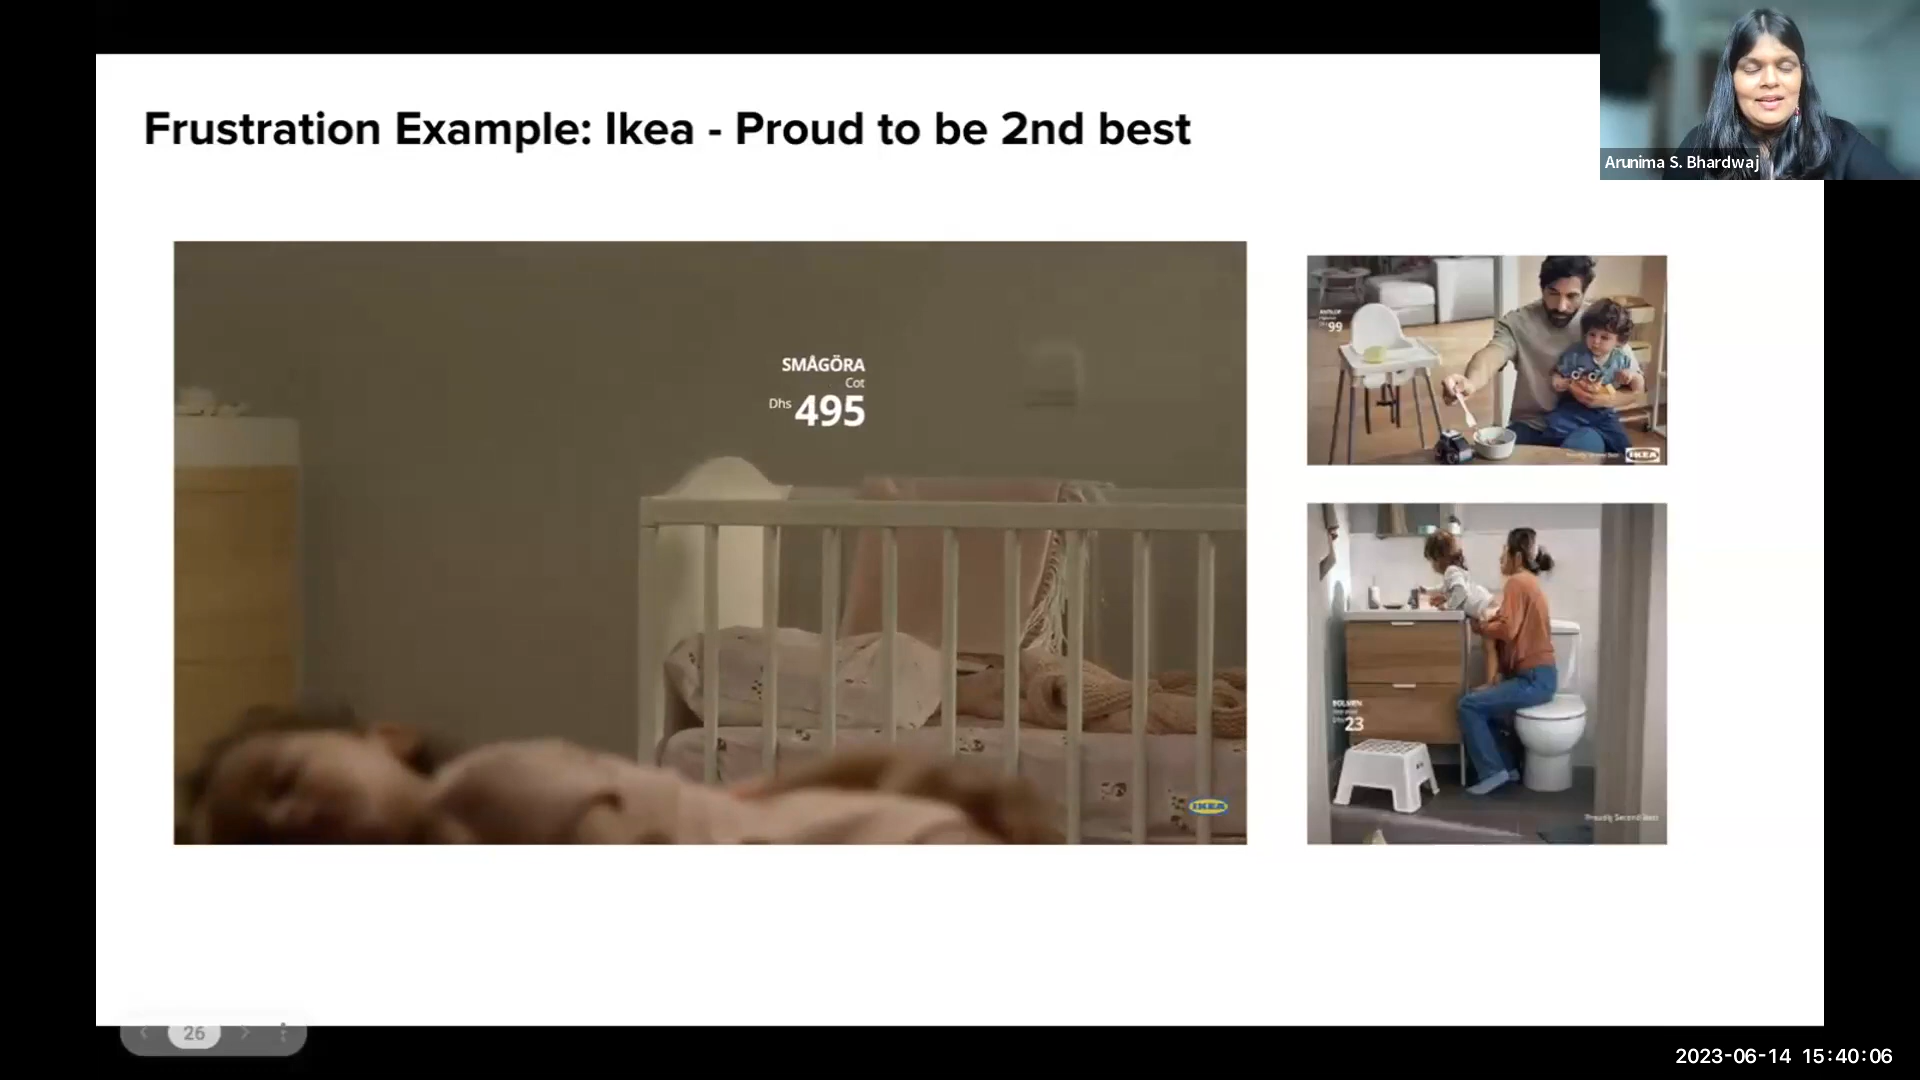 Frustration Example: Ikea - Proud to be 2nd best
Arunima S. Bhardwaj
SMÅGÖRA
Cot
Dhs 495
IKEA
99
IKEA
BOLMEN
23
Proudly Second Best
26
2023-06-14 15:40:06